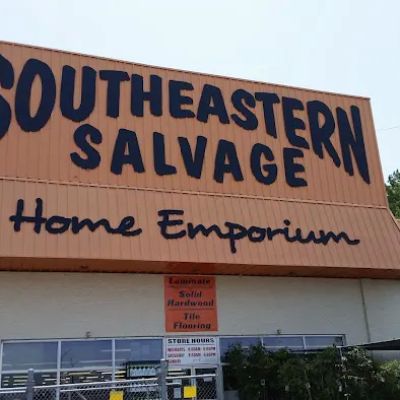 SOUTHEASTERN
SALVAGE
Home Emporium
Laminate
Solid
Hardwood
Tile
Flooring
STORE HOURS